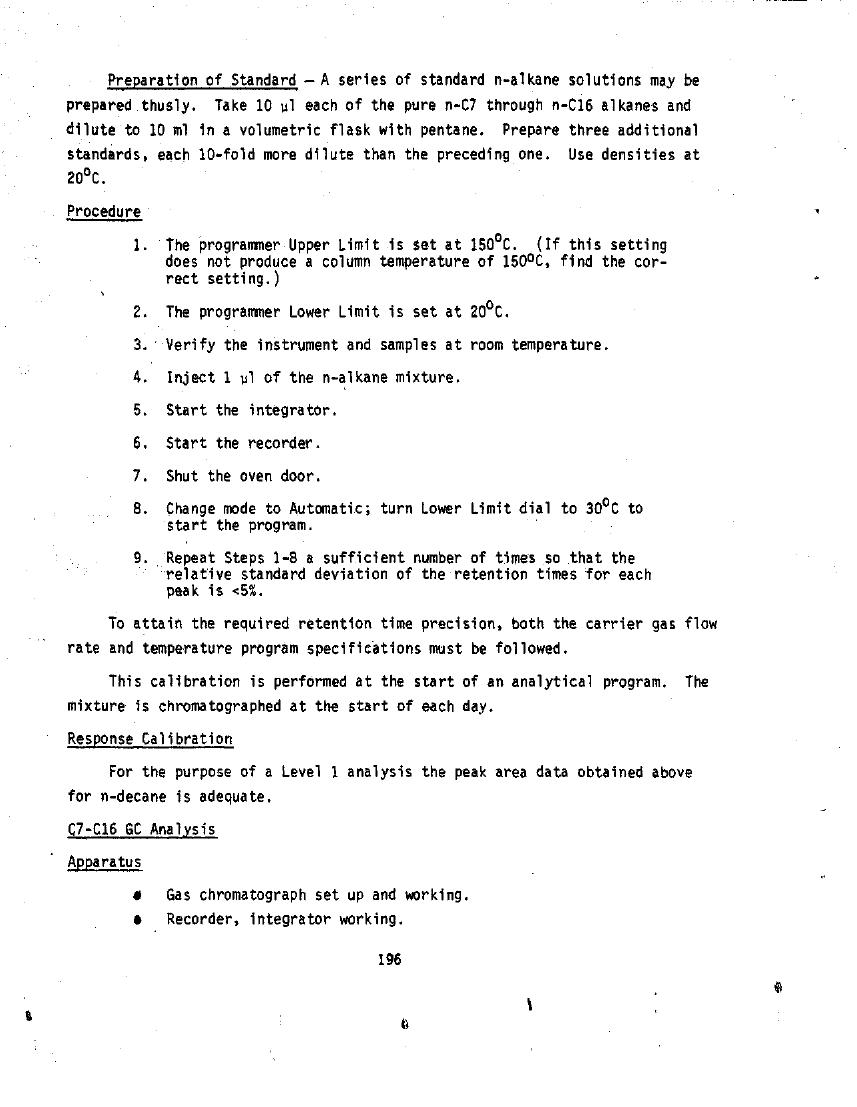 Preparation of Standard — A series of standard n-alkane solutions may be
prepared thusly. Take 10 µl each of the pure n-C7 through n-C16 alkanes and
dilute to 10 ml in a volumetric flask with pentane. Prepare three additional
standards, each 10-fold more dilute than the preceding one. Use densities at
20°C.
Procedure
1. The programmer Upper Limit is set at 150°C. (If this setting
does not produce a column temperature of 150°C, find the cor-
rect setting.)
2. The programmer Lower Limit is set at 20°C.
3. Verify the instrument and samples at room temperature.
4. Inject 1 µl of the n-alkane mixture.
5. Start the integrator.
6. Start the recorder.
7. Shut the oven door.
8. Change mode to Automatic; turn Lower Limit dial to 30°C to
start the program.
9. Repeat Steps 1-8 a sufficient number of times so that the
relative standard deviation of the retention times for each
peak is <5%.
To attain the required retention time precision, both the carrier gas flow
rate and temperature program specifications must be followed.
This calibration is performed at the start of an analytical program. The
mixture is chromatographed at the start of each day.
Response Calibration
For the purpose of a Level 1 analysis the peak area data obtained above
for n-decane is adequate.
C7-C16 GC Analysis
Apparatus
● Gas chromatograph set up and working.
● Recorder, integrator working.
196